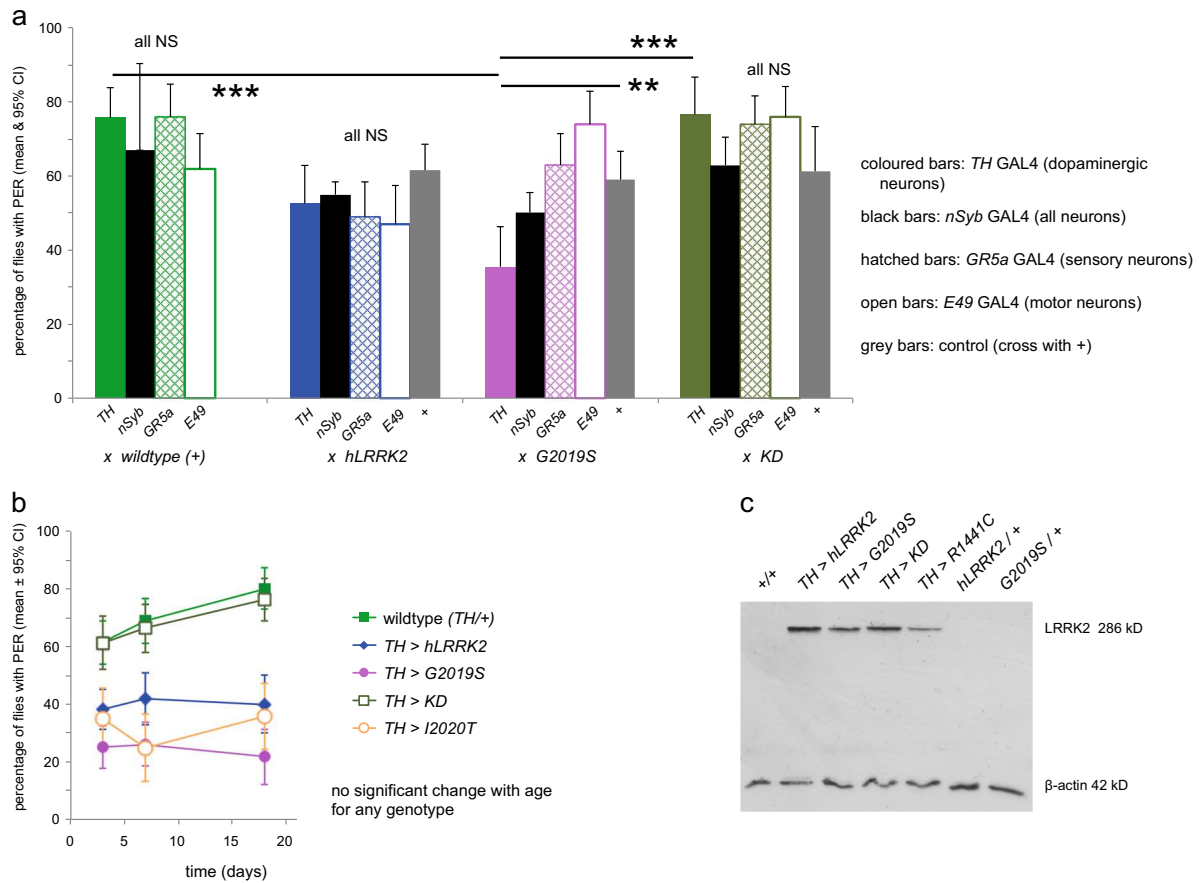 a
percentage of flies with PER (mean & 95% CI)
100
80
60
40
20
0
all NS
***
all NS
***
**
all NS
TH nSyb GR5a E49
x wildtype (+)
TH nSyb GR5a E49 +
x hLRRK2
TH nSyb GR5a E49 +
x G2019S
TH nSyb GR5a E49 +
x KD
coloured bars: TH GAL4 (dopaminergic
neurons)
black bars: nSyb GAL4 (all neurons)
hatched bars: GR5a GAL4 (sensory neurons)
open bars: E49 GAL4 (motor neurons)
grey bars: control (cross with +)
b
percentage of flies with PER (mean ± 95% CI)
100
80
60
40
20
0
0 5 10 15 20
time (days)
wildtype (TH/+)
TH > hLRRK2
TH > G2019S
TH > KD
TH > I2020T
no significant change with age
for any genotype
c
+/+
TH > hLRRK2
TH > G2019S
TH > KD
TH > R1441C
hLRRK2 / +
G2019S / +
LRRK2 286 kD
β-actin 42 kD